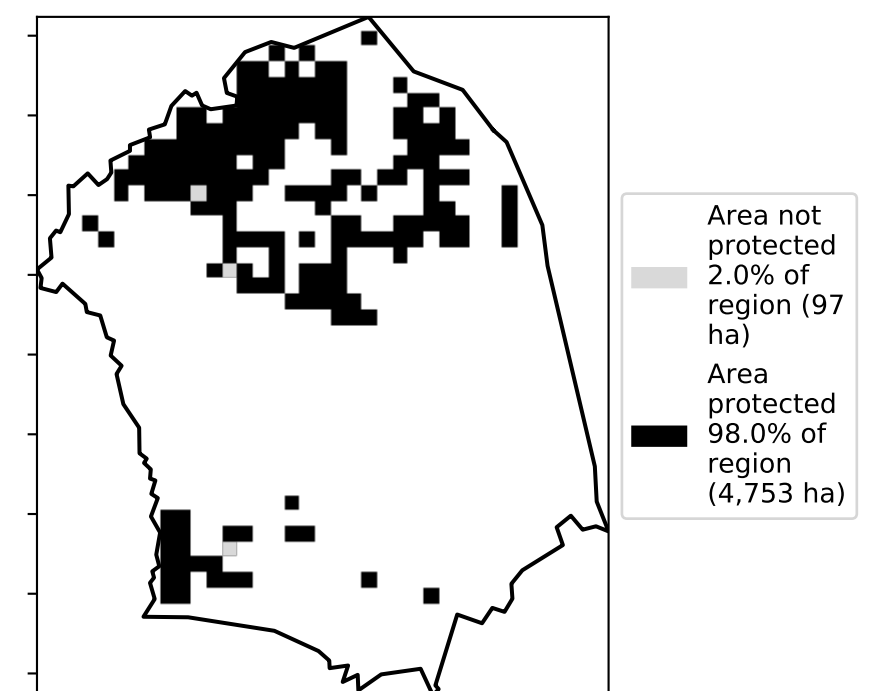 Area not
protected
2.0% of
region (97
ha)
Area
protected
98.0% of
region
(4,753 ha)